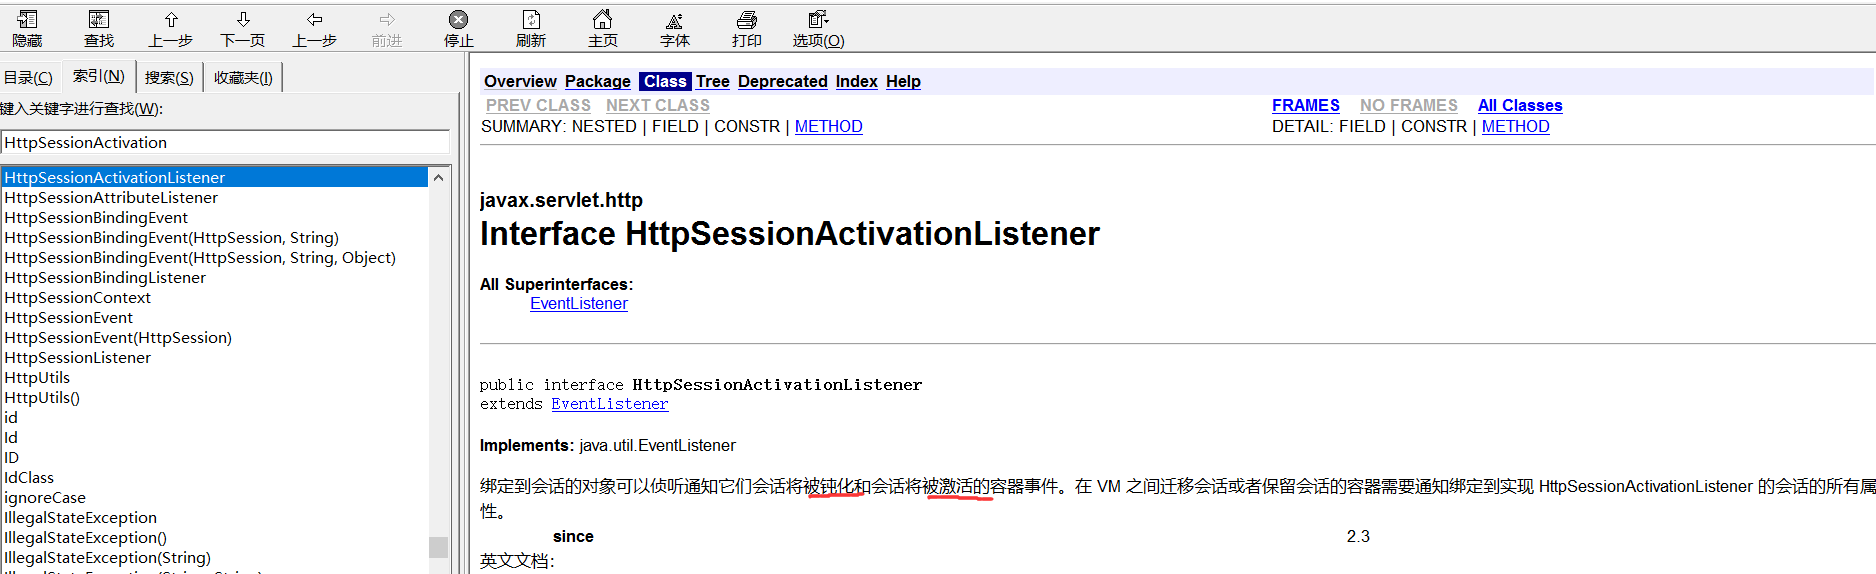 隐藏 查找 上一步 下一页 上一步 前进 停止 刷新 主页 字体 打印 选项(O)
目录(C) 索引(N) 搜索(S) 收藏夹(I)
键入关键字进行查找(W):
HttpSessionActivation
HttpSessionActivationListener
HttpSessionAttributeListener
HttpSessionBindingEvent
HttpSessionBindingEvent(HttpSession, String)
HttpSessionBindingEvent(HttpSession, String, Object)
HttpSessionBindingListener
HttpSessionContext
HttpSessionEvent
HttpSessionEvent(HttpSession)
HttpSessionListener
HttpUtils
HttpUtils()
id
Id
ID
IdClass
ignoreCase
IllegalStateException
IllegalStateException()
IllegalStateException(String)
Overview Package Class Tree Deprecated Index Help
PREV CLASS NEXT CLASS
FRAMES NO FRAMES All Classes
SUMMARY: NESTED | FIELD | CONSTR | METHOD
DETAIL: FIELD | CONSTR | METHOD
javax.servlet.http
Interface HttpSessionActivationListener
All Superinterfaces:
EventListener
public interface HttpSessionActivationListener
extends EventListener
Implements: java.util.EventListener
绑定到会话的对象可以侦听通知它们会话将被钝化和会话将被激活的容器事件。在 VM 之间迁移会话或者保留会话的容器需要通知绑定到实现 HttpSessionActivationListener 的会话的所有属
性。
since 2.3
英文文档: